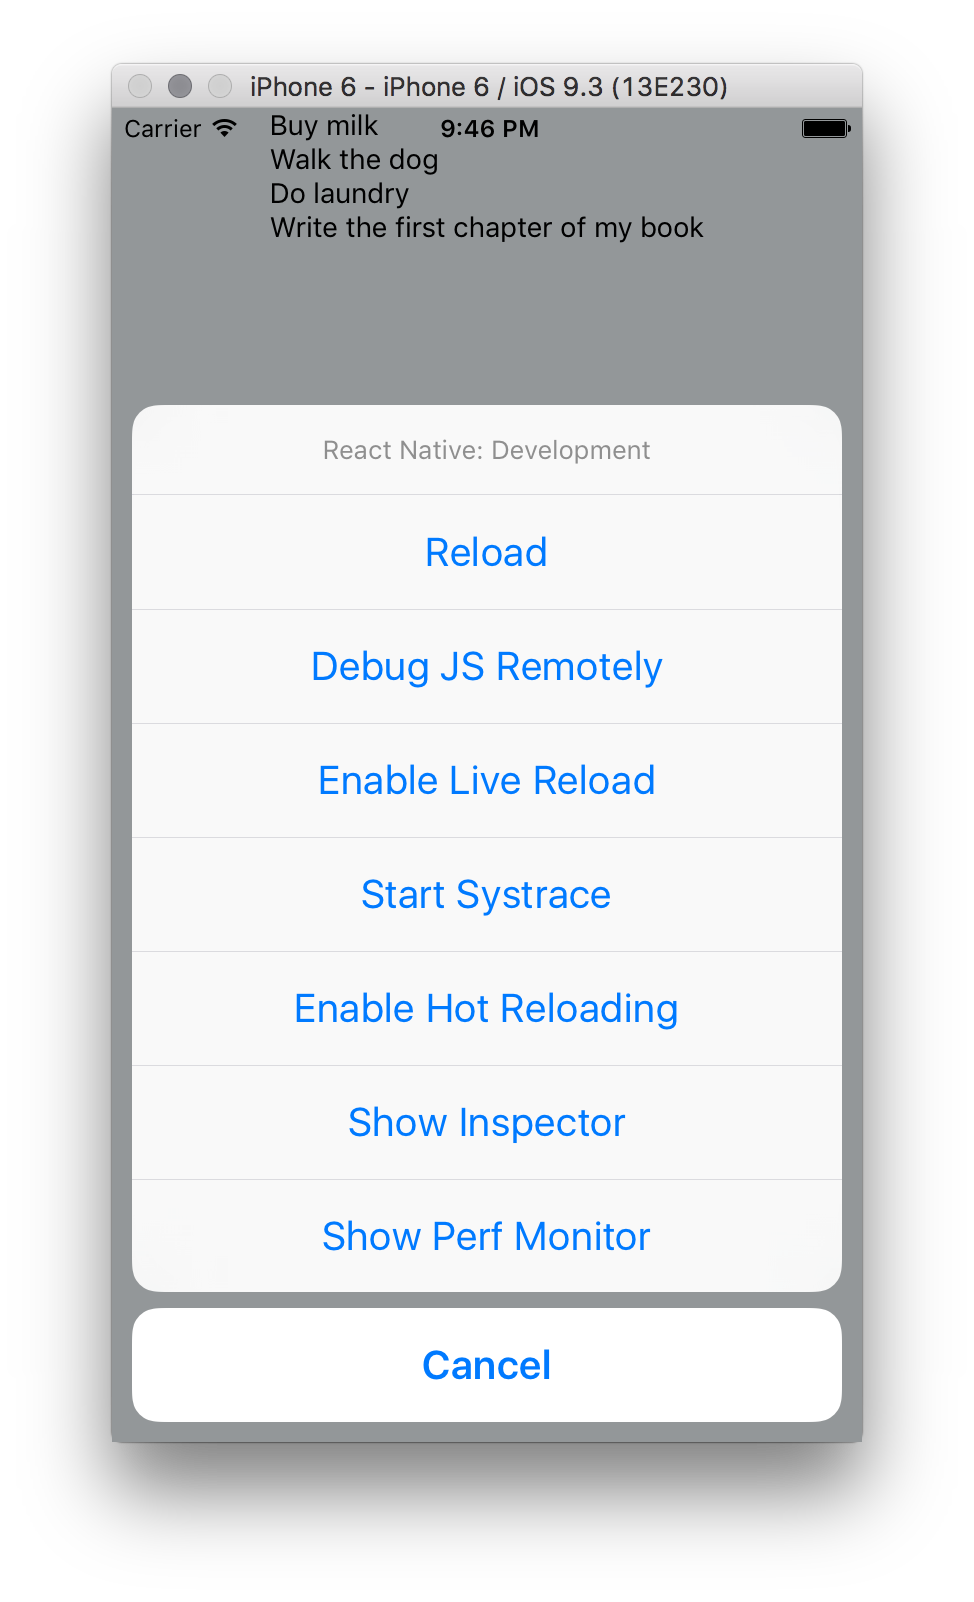 iPhone 6 - iPhone 6 / iOS 9.3 (13E230)
Carrier 9:46 PM
Buy milk
Walk the dog
Do laundry
Write the first chapter of my book
React Native: Development
Reload
Debug JS Remotely
Enable Live Reload
Start Systrace
Enable Hot Reloading
Show Inspector
Show Perf Monitor
Cancel